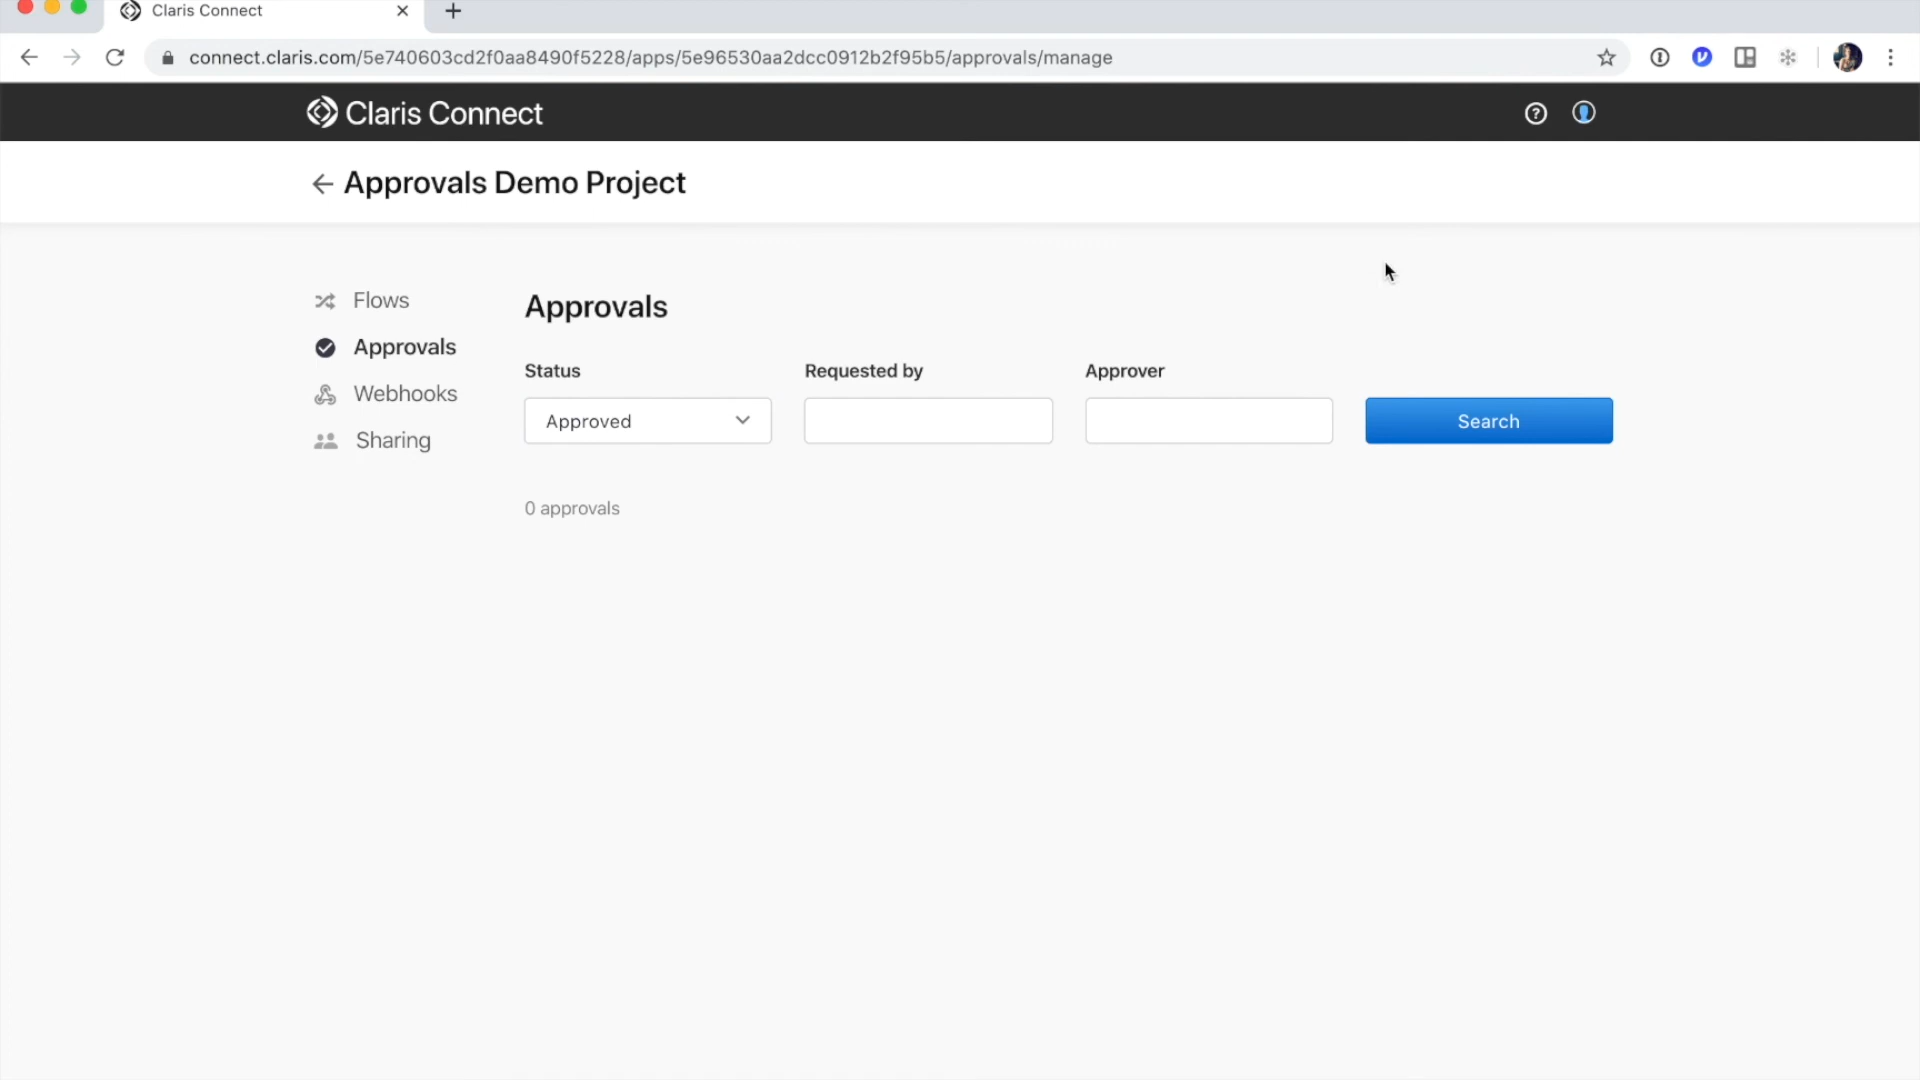 Claris Connect
connect.claris.com/5e740603cd2f0aa8490f5228/apps/5e96530aa2dcc0912b2f95b5/approvals/manage
Claris Connect
Approvals Demo Project
Flows
Approvals
Webhooks
Sharing
Approvals
Status
Requested by
Approver
Approved
Search
0 approvals